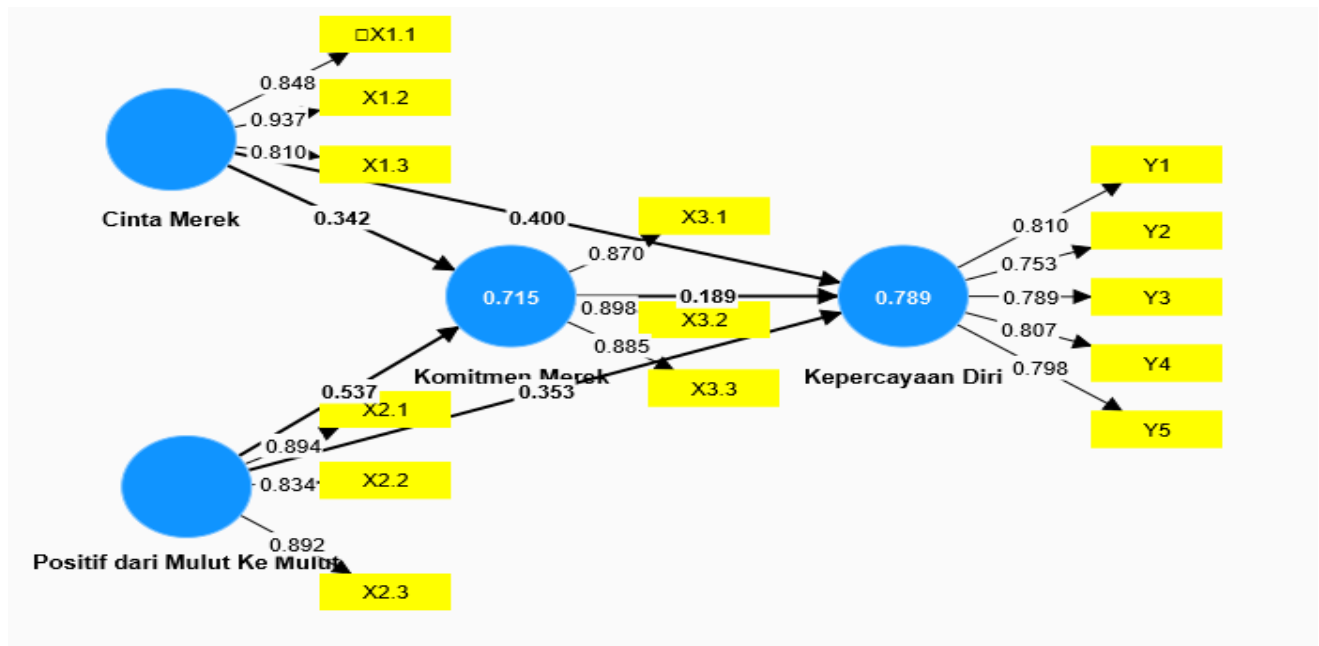 □X1.1
0.848
X1.2
0.937
0.810
X1.3
Cinta Merek
0.342
0.400
X3.1
0.870
0.715
0.898
0.189
X3.2
0.885
Komitmen Merek
X3.3
0.789
Kepercayaan Diri
Y1
0.810
Y2
0.753
0.789
Y3
0.807
Y4
0.798
Y5
0.537
0.353
X2.1
0.894
0.834
X2.2
0.892
Positif dari Mulut Ke Mulut
X2.3